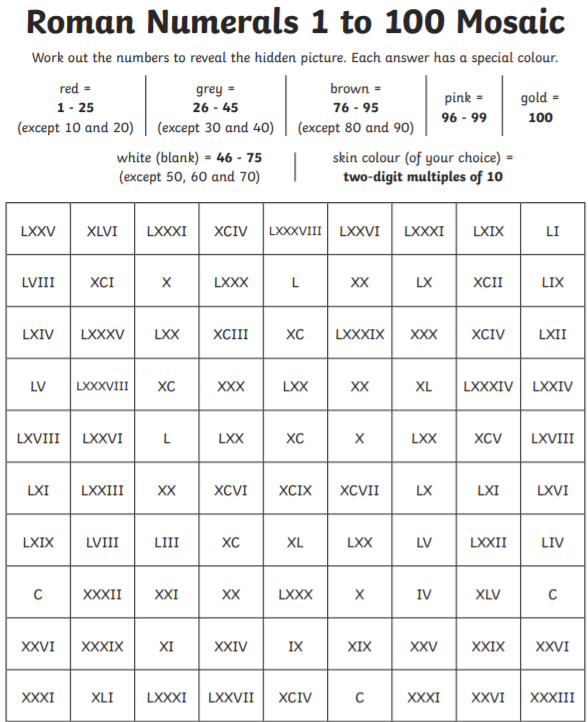 Roman Numerals 1 to 100 Mosaic
Work out the numbers to reveal the hidden picture. Each answer has a special colour.
red =
1 - 25
(except 10 and 20)
grey =
26 - 45
(except 30 and 40)
brown =
76 - 95
(except 80 and 90)
pink =
96 - 99
gold =
100
white (blank) = 46 - 75
(except 50, 60 and 70)
skin colour (of your choice) =
two-digit multiples of 10
LXXV XLVI LXXXI XCIV LXXXVIII LXXVI LXXXI LXIX LI
LVIII XCI X LXXX L XX LX XCII LIX
LXIV LXXXV LXX XCIII XC LXXXIX XXX XCIV LXII
LV LXXXVIII XC XXX LXX XX XL LXXXIV LXXIV
LXVIII LXXVI L LXX XC X LXX XCV LXVIII
LXI LXXIII XX XCVI XCIX XCVII LX LXI LXVI
LXIX LVIII LIII XC XL LXX LV LXXII LIV
C XXXII XXI XX LXXX X IV XLV C
XXVI XXXIX XI XXIV IX XIX XXV XXIX XXVI
XXXI XLI LXXXI LXXVII XCIV C XXXI XXVI XXXIII